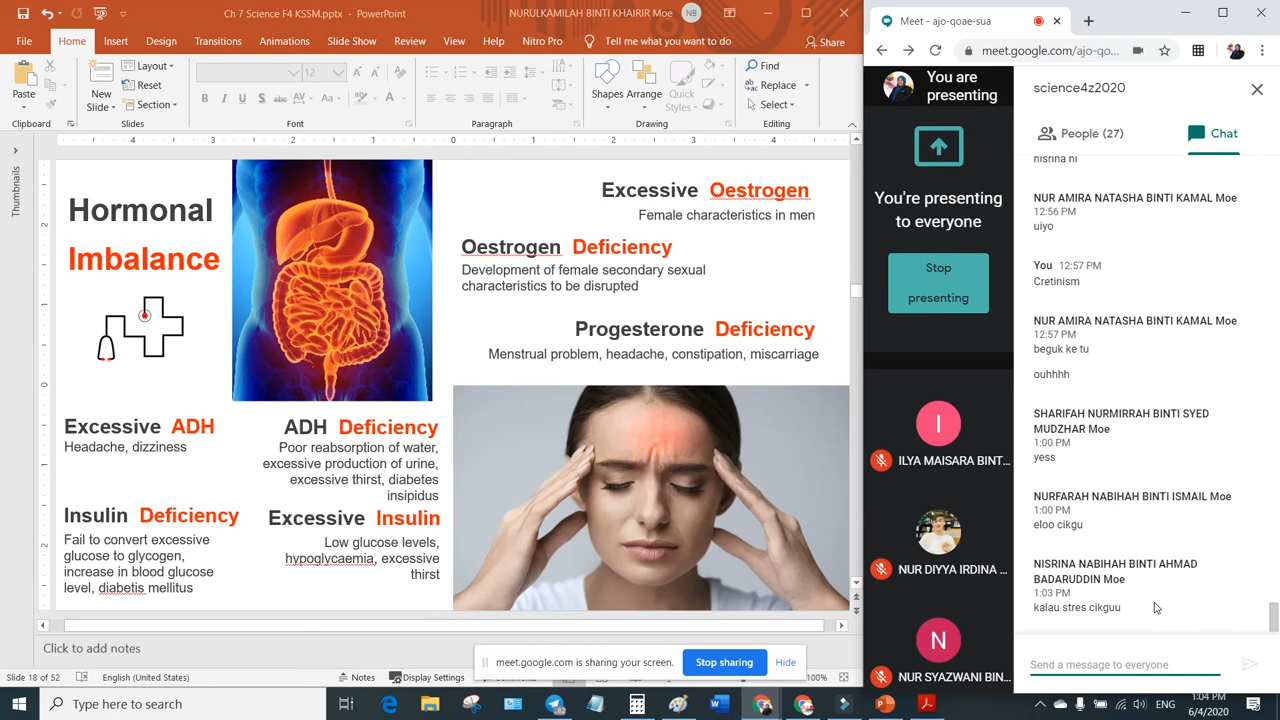 Ch 7 Science F4 KSSM.pptx - PowerPoint
NURULKAMILAH BINTI KHAIRIR Moe
NB
File
Home
Insert
Design
Transitions
Animations
Slide Show
Review
View
Help
Nitro Pro
Tell me what you want to do
Share
Paste
New
Slide
Layout
Reset
Section
Shapes
Arrange
Quick
Styles
Find
Replace
Select
Clipboard
Slides
Font
Paragraph
Drawing
Editing
Thumbnails
Hormonal
Imbalance
Excessive Oestrogen
Female characteristics in men
Oestrogen Deficiency
Development of female secondary sexual
characteristics to be disrupted
Progesterone Deficiency
Menstrual problem, headache, constipation, miscarriage
Excessive ADH
Headache, dizziness
ADH Deficiency
Poor reabsorption of water,
excessive production of urine,
excessive thirst, diabetes
insipidus
Insulin Deficiency
Fail to convert excessive
glucose to glycogen,
increase in blood glucose
level, diabetis mellitus
Excessive Insulin
Low glucose levels,
hypoglycaemia, excessive
thirst
Click to add notes
meet.google.com is sharing your screen.
Stop sharing
Hide
Slide 18 of 52
English (United States)
Notes
Display Settings
100%
Type here to search
Meet - ajo-qoae-sua
meet.google.com/ajo-qo...
You are
presenting
You're presenting
to everyone
Stop
presenting
I
ILYA MAISARA BINT...
NUR DIYYA IRDINA ...
N
NUR SYAZWANI BIN...
science4z2020
People (27)
Chat
nisrina ni
NUR AMIRA NATASHA BINTI KAMAL Moe
12:56 PM
uiyo
You 12:57 PM
Cretinism
NUR AMIRA NATASHA BINTI KAMAL Moe
12:57 PM
beguk ke tu
ouhhhh
SHARIFAH NURMIRRAH BINTI SYED
MUDZHAR Moe
1:00 PM
yess
NURFARAH NABIHAH BINTI ISMAIL Moe
1:00 PM
eloo cikgu
NISRINA NABIHAH BINTI AHMAD
BADARUDDIN Moe
1:03 PM
kalau stres cikguu
Send a message to everyone
ENG
1:04 PM
6/4/2020